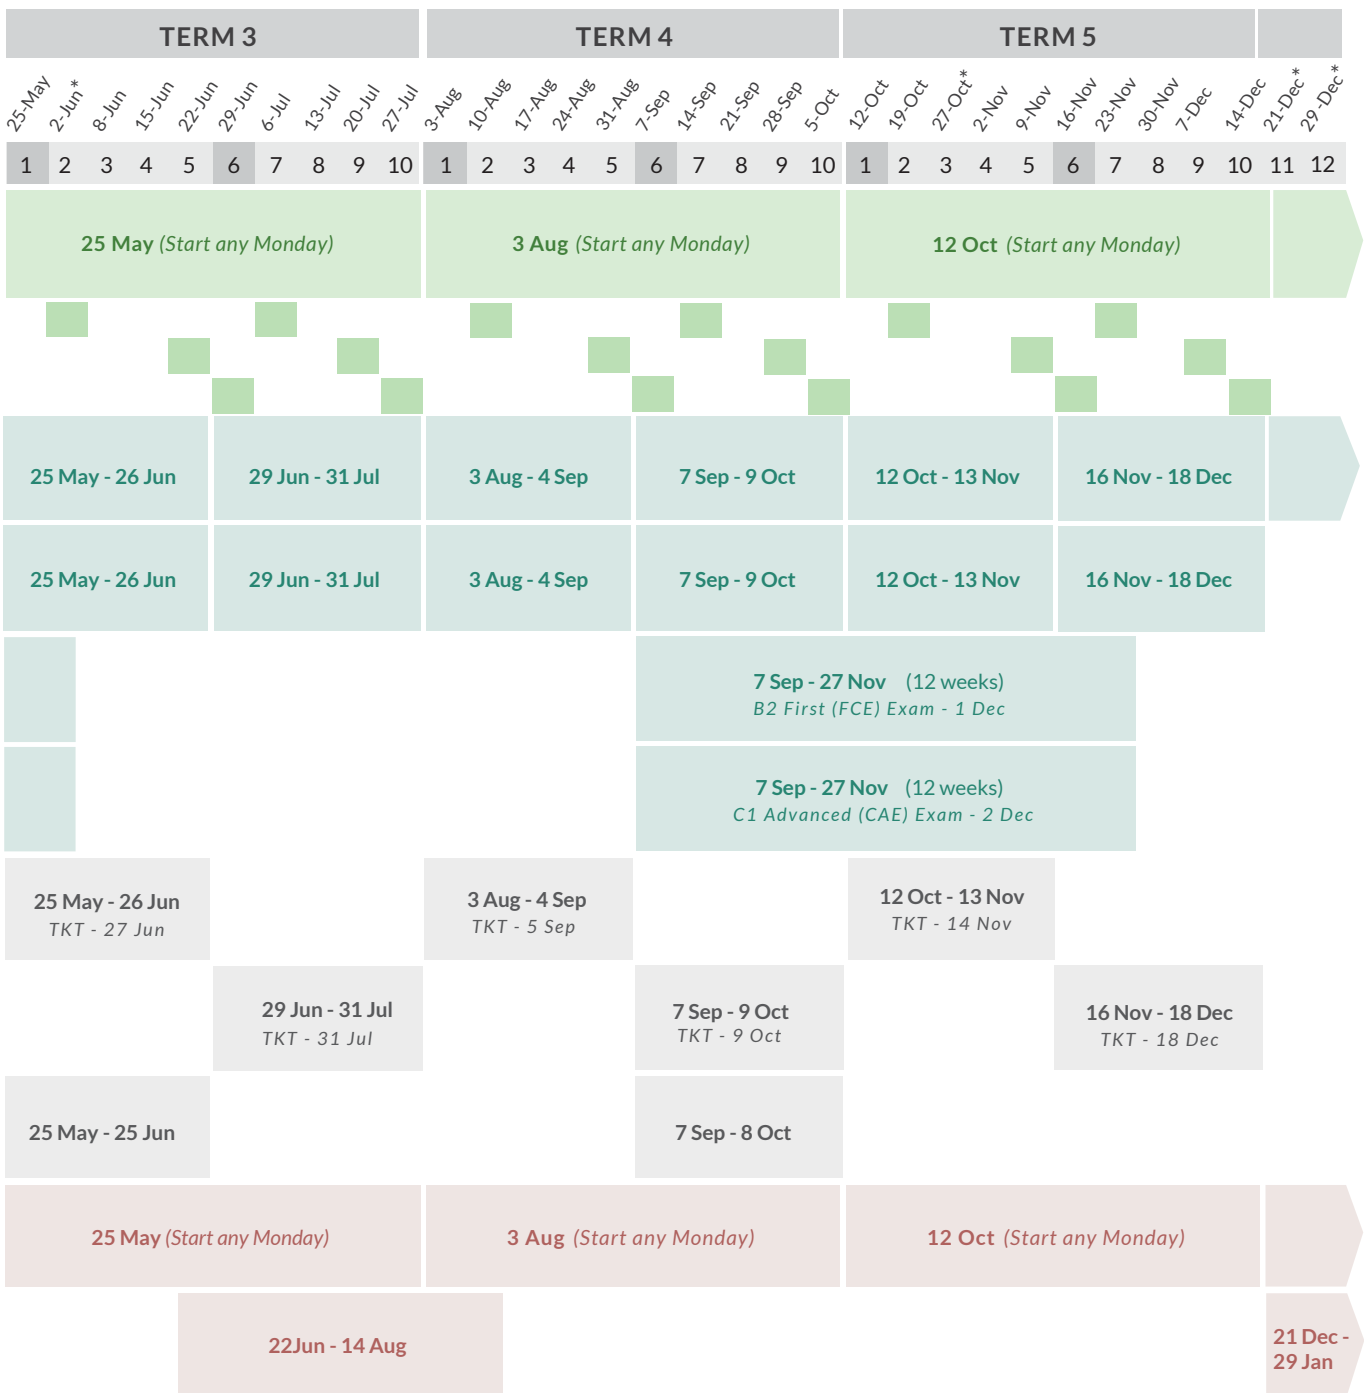 TERM 3 TERM 4 TERM 5
25-May 2-Jun* 8-Jun 15-Jun 22-Jun 29-Jun 6-Jul 13-Jul 20-Jul 27-Jul 3-Aug 10-Aug 17-Aug 24-Aug 31-Aug 7-Sep 14-Sep 21-Sep 28-Sep 5-Oct 12-Oct 19-Oct 27-Oct* 2-Nov 9-Nov 16-Nov 23-Nov 30-Nov 7-Dec 14-Dec 21-Dec* 29-Dec*
1 2 3 4 5 6 7 8 9 10 1 2 3 4 5 6 7 8 9 10 1 2 3 4 5 6 7 8 9 10 11 12
25 May (Start any Monday) 3 Aug (Start any Monday) 12 Oct (Start any Monday)
25 May - 26 Jun 29 Jun - 31 Jul 3 Aug - 4 Sep 7 Sep - 9 Oct 12 Oct - 13 Nov 16 Nov - 18 Dec
25 May - 26 Jun 29 Jun - 31 Jul 3 Aug - 4 Sep 7 Sep - 9 Oct 12 Oct - 13 Nov 16 Nov - 18 Dec
7 Sep - 27 Nov (12 weeks)
B2 First (FCE) Exam - 1 Dec
7 Sep - 27 Nov (12 weeks)
C1 Advanced (CAE) Exam - 2 Dec
25 May - 26 Jun 3 Aug - 4 Sep 12 Oct - 13 Nov
TKT - 27 Jun TKT - 5 Sep TKT - 14 Nov
29 Jun - 31 Jul 7 Sep - 9 Oct 16 Nov - 18 Dec
TKT - 31 Jul TKT - 9 Oct TKT - 18 Dec
25 May - 25 Jun 7 Sep - 8 Oct
25 May (Start any Monday) 3 Aug (Start any Monday) 12 Oct (Start any Monday)
22Jun - 14 Aug 21 Dec -
29 Jan